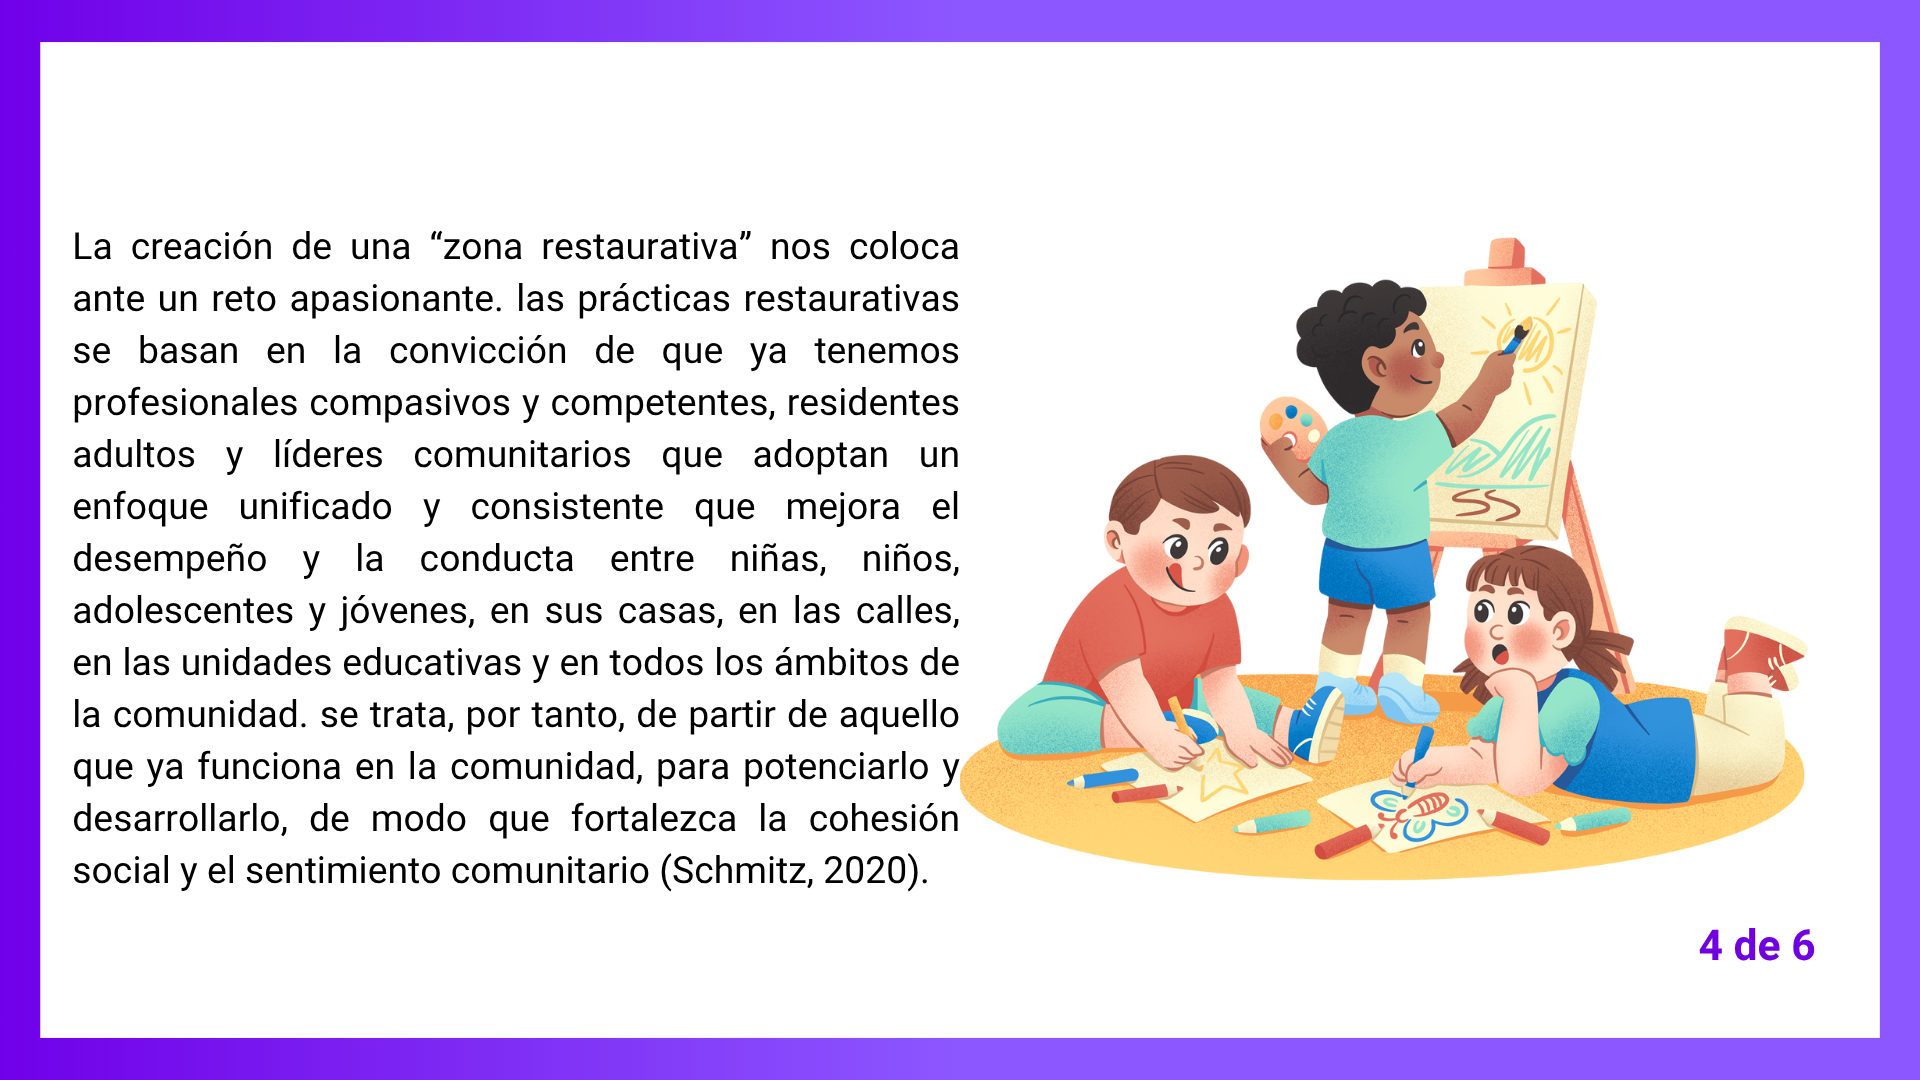 La creación de una “zona restaurativa” nos coloca
ante un reto apasionante. las prácticas restaurativas
se basan en la convicción de que ya tenemos
profesionales compasivos y competentes, residentes
adultos y líderes comunitarios que adoptan un
enfoque unificado y consistente que mejora el
desempeño y la conducta entre niñas, niños,
adolescentes y jóvenes, en sus casas, en las calles,
en las unidades educativas y en todos los ámbitos de
la comunidad. se trata, por tanto, de partir de aquello
que ya funciona en la comunidad, para potenciarlo y
desarrollarlo, de modo que fortalezca la cohesión
social y el sentimiento comunitario (Schmitz, 2020).
4 de 6